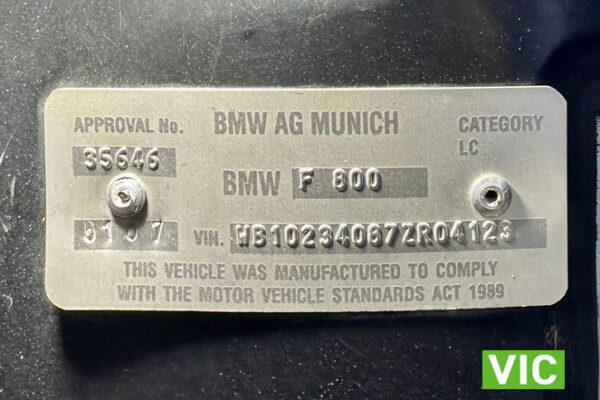 APPROVAL No.
BMW AG MUNICH
CATEGORY
LC
35646
BMW F 800
VIN. WB10234087ZR04123
THIS VEHICLE WAS MANUFACTURED TO COMPLY
WITH THE MOTOR VEHICLE STANDARDS ACT 1989
VIC